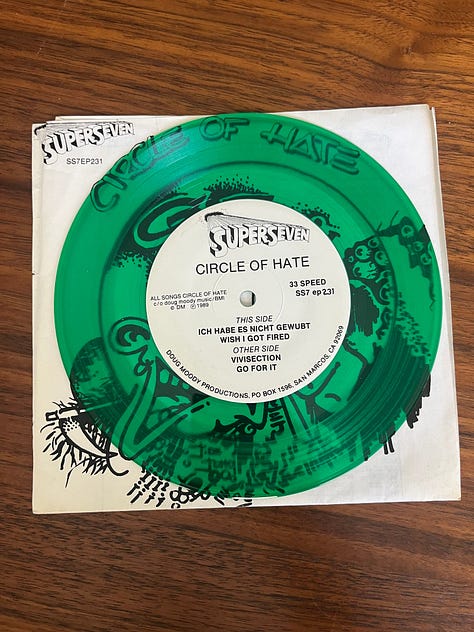 SUPERSEVEN
SS7EP231
CIRCLE OF HATE
SUPERSEVEN
CIRCLE OF HATE
33 SPEED
SS7 ep 231
ALL SONGS CIRCLE OF HATE
c/o doug moody music/BMI
© DM ℗ 1989
THIS SIDE
ICH HABE ES NICHT GEWUBT
WISH I GOT FIRED
OTHER SIDE
VIVISECTION
GO FOR IT
DOUG MOODY PRODUCTIONS, PO BOX 1596, SAN MARCOS, CA 92069